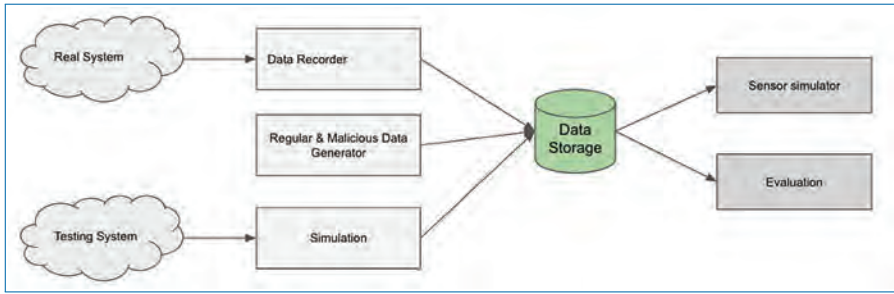 Real System
Data Recorder
Regular & Malicious Data
Generator
Testing System
Simulation
Data
Storage
Sensor simulator
Evaluation